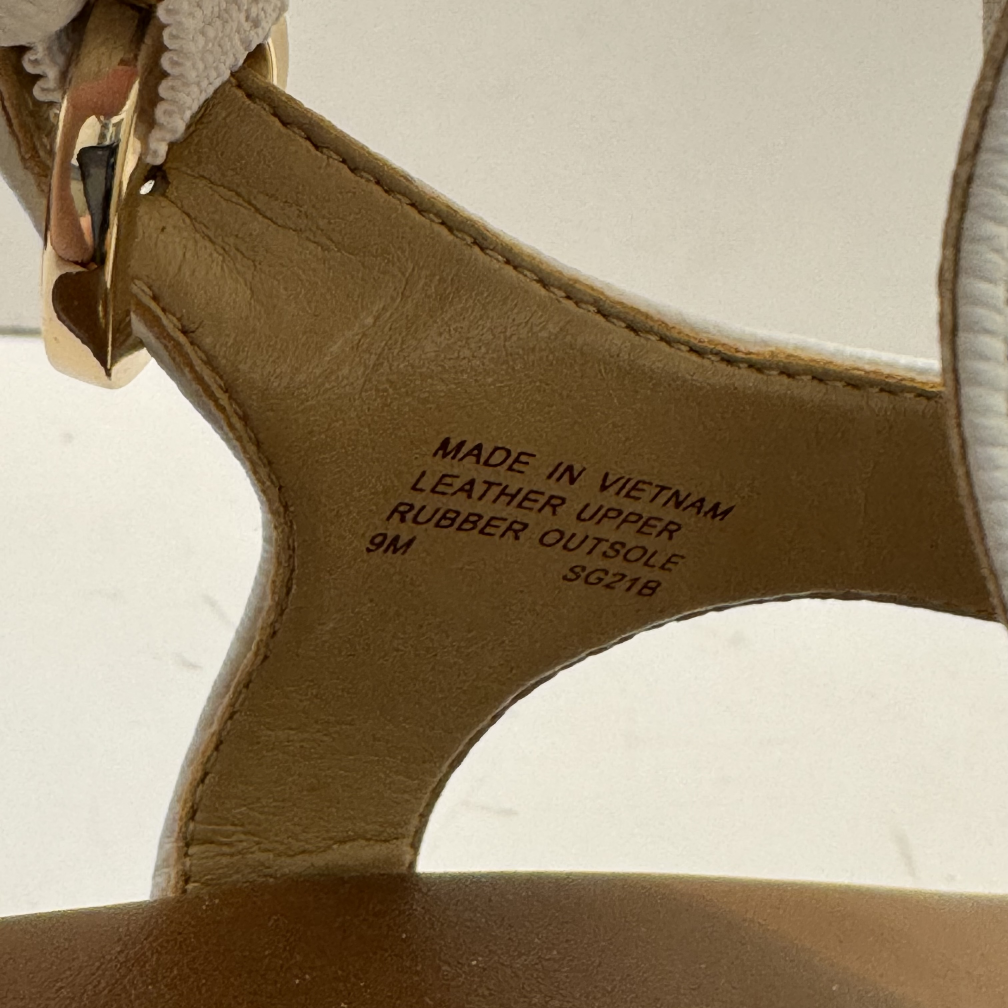 MADE IN VIETNAM
LEATHER UPPER
RUBBER OUTSOLE
9M
SG21B